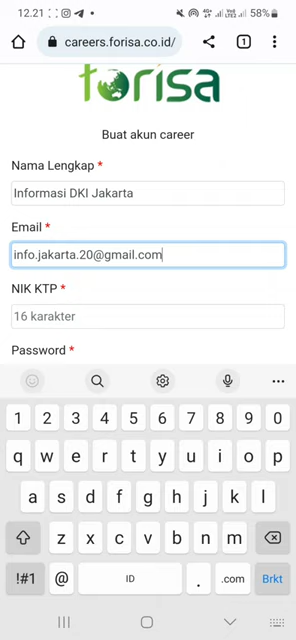 12.21
58%
careers.forisa.co.id/
1
forisa
Buat akun career
Nama Lengkap *
Informasi DKI Jakarta
Email *
info.jakarta.20@gmail.com
NIK KTP *
16 karakter
Password *
1 2 3 4 5 6 7 8 9 0
q w e r t y u i o p
a s d f g h j k l
z x c v b n m
!#1 @ ID . .com Brkt